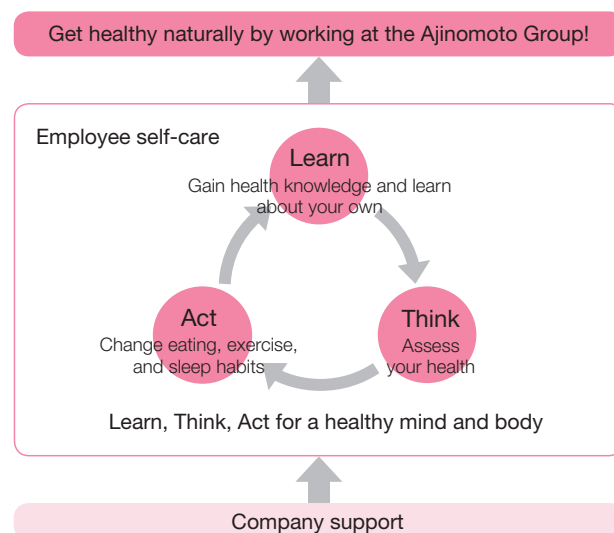 Get healthy naturally by working at the Ajinomoto Group!
Employee self-care
Learn
Gain health knowledge and learn
about your own
Act
Change eating, exercise,
and sleep habits
Think
Assess
your health
Learn, Think, Act for a healthy mind and body
Company support